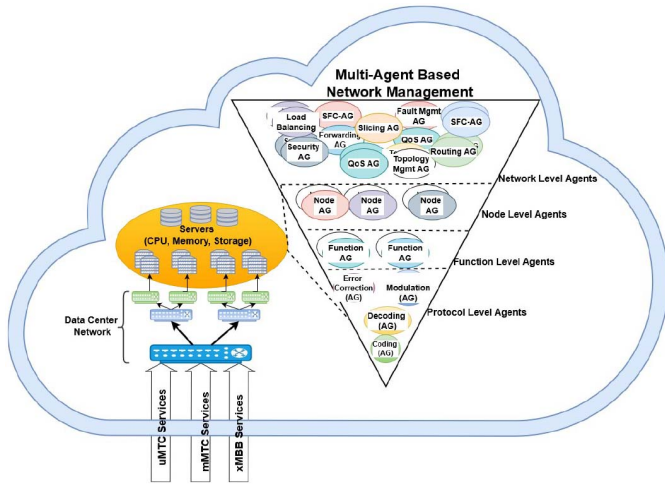 Multi-Agent Based
Network Management
Load
Balancing
SFC-AG
Fault Mgmt
AG
SFC-AG
Slicing AG
Forwarding
AG
Security
AG
QoS AG
QoS AG
Topology
Mgmt AG
Routing AG
Network Level Agents
Node
AG
Node
AG
Node
AG
Node Level Agents
Function
AG
Function
AG
Function Level Agents
Error
Correction
(AG)
Modulation
(AG)
Protocol Level Agents
Decoding
(AG)
Coding
(AG)
Servers
(CPU, Memory, Storage)
Data Center
Network
uMTC Services
mMTC Services
xMBB Services